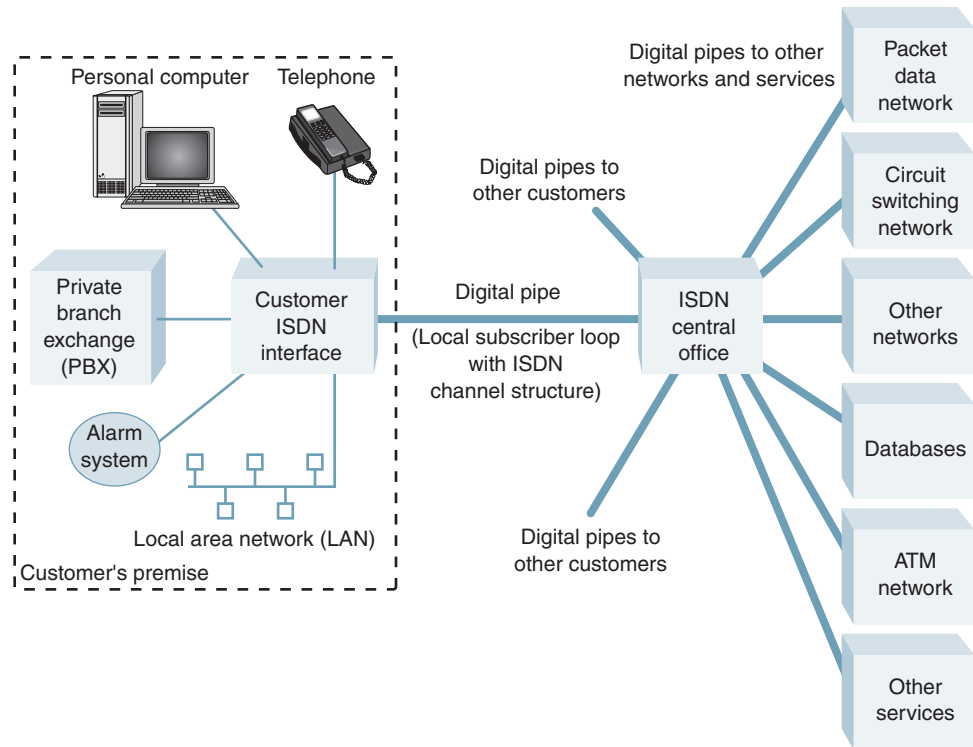 Personal computer
Telephone
Private
branch
exchange
(PBX)
Customer
ISDN
interface
Alarm
system
Local area network (LAN)
Customer's premise
Digital pipe
(Local subscriber loop
with ISDN
channel structure)
Digital pipes to
other customers
Digital pipes to other
networks and services
ISDN
central
office
Digital pipes to
other customers
Packet
data
network
Circuit
switching
network
Other
networks
Databases
ATM
network
Other
services